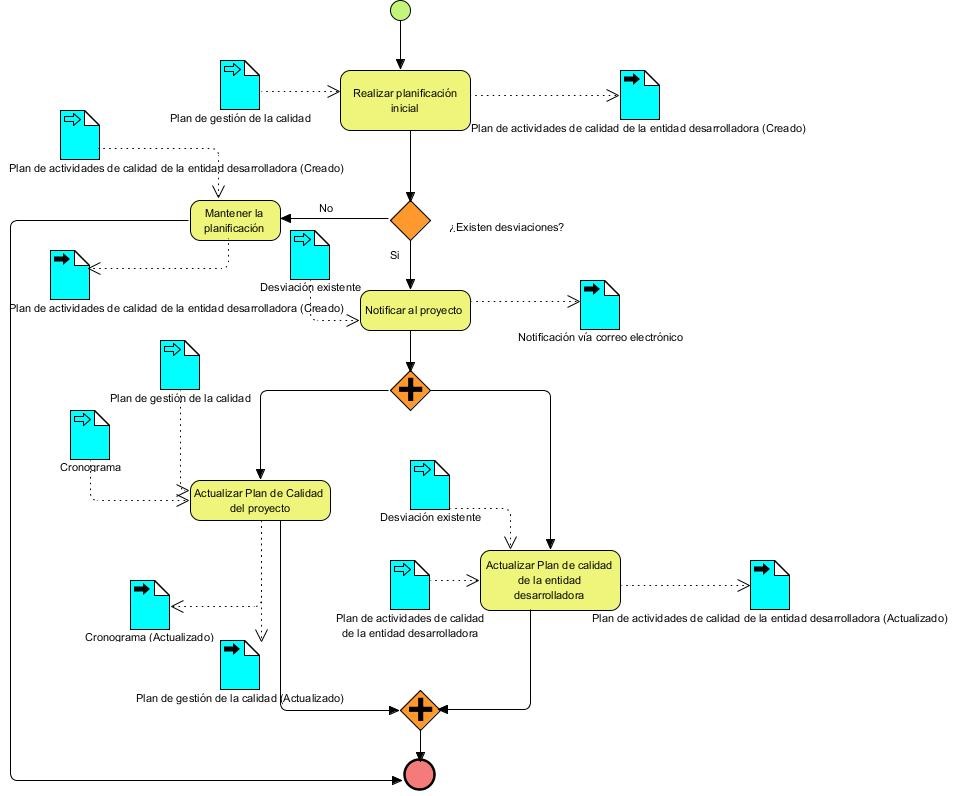 Realizar planificación
inicial
Plan de gestión de la calidad
Plan de actividades de calidad de la entidad desarrolladora (Creado)
Plan de actividades de calidad de la entidad desarrolladora (Creado)
Mantener la
planificación
No
¿Existen desviaciones?
Si
Desviación existente
Plan de actividades de calidad de la entidad desarrolladora (Creado)
Notificar al proyecto
Notificación vía correo electrónico
Plan de gestión de la calidad
Cronograma
Actualizar Plan de Calidad
del proyecto
Desviación existente
Actualizar Plan de calidad
de la entidad
desarrolladora
Plan de actividades de calidad
de la entidad desarrolladora
Plan de actividades de calidad de la entidad desarrolladora (Actualizado)
Cronograma (Actualizado)
Plan de gestión de la calidad (Actualizado)